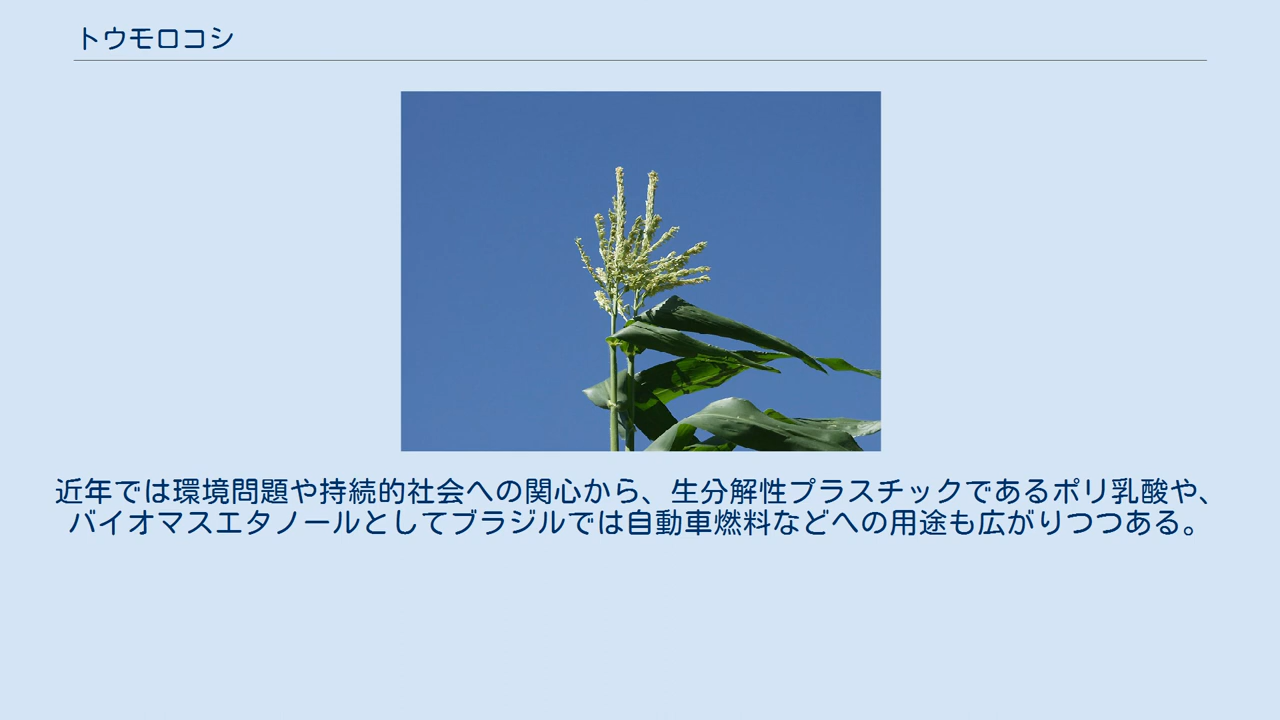 トウモロコシ
近年では環境問題や持続的社会への関心から、生分解性プラスチックであるポリ乳酸や、
バイオマスエタノールとしてブラジルでは自動車燃料などへの用途も広がりつつある。